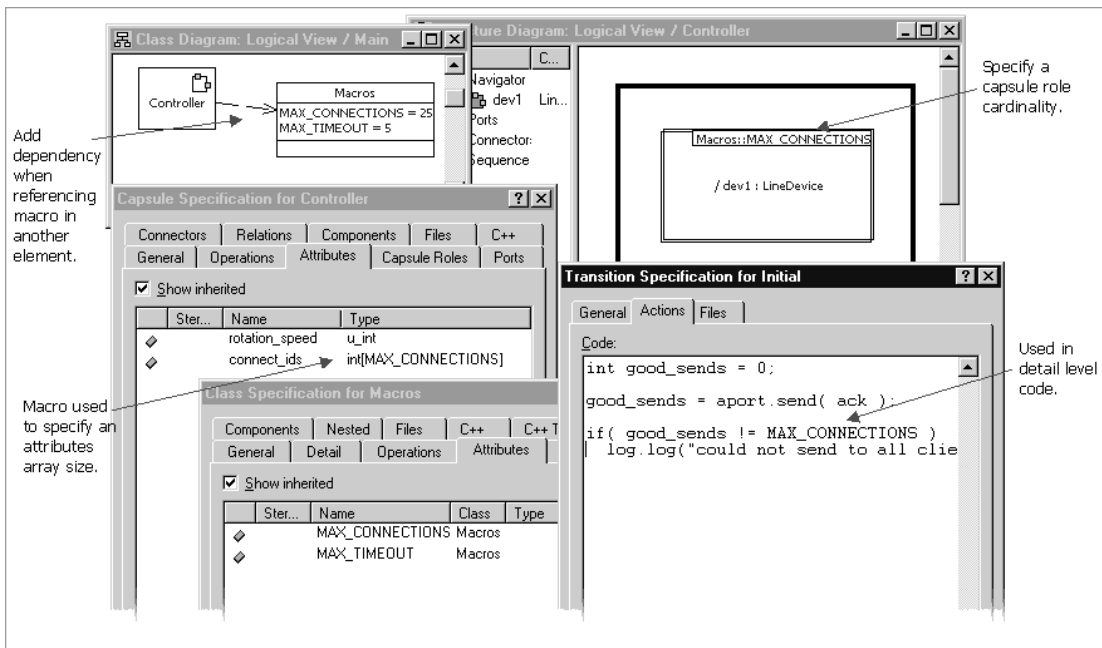 Class Diagram: Logical View / Main
ture Diagram: Logical View / Controller
Controller
Macros
MAX_CONNECTIONS = 25
MAX_TIMEOUT = 5
C...
Navigator
dev1 Lin...
Ports
Connector:
Sequence
Macros::MAX_CONNECTIONS
/ dev1 : LineDevice
Specify a
capsule role
cardinality.
Add
dependency
when
referencing
macro in
another
element.
Capsule Specification for Controller
Connectors Relations Components Files C++
General Operations Attributes Capsule Roles Ports
Show inherited
Ster... Name Type
rotation_speed u_int
connect_ids int[MAX_CONNECTIONS]
Macro used
to specify an
attributes
array size.
Class Specification for Macros
Components Nested Files C++ C++ T
General Detail Operations Attributes
Show inherited
Ster... Name Class Type
MAX_CONNECTIONS Macros
MAX_TIMEOUT Macros
Transition Specification for Initial
General Actions Files
Code:
int good_sends = 0;
good_sends = aport.send( ack );
if( good_sends != MAX_CONNECTIONS )
log.log("could not send to all clie
Used in
detail level
code.